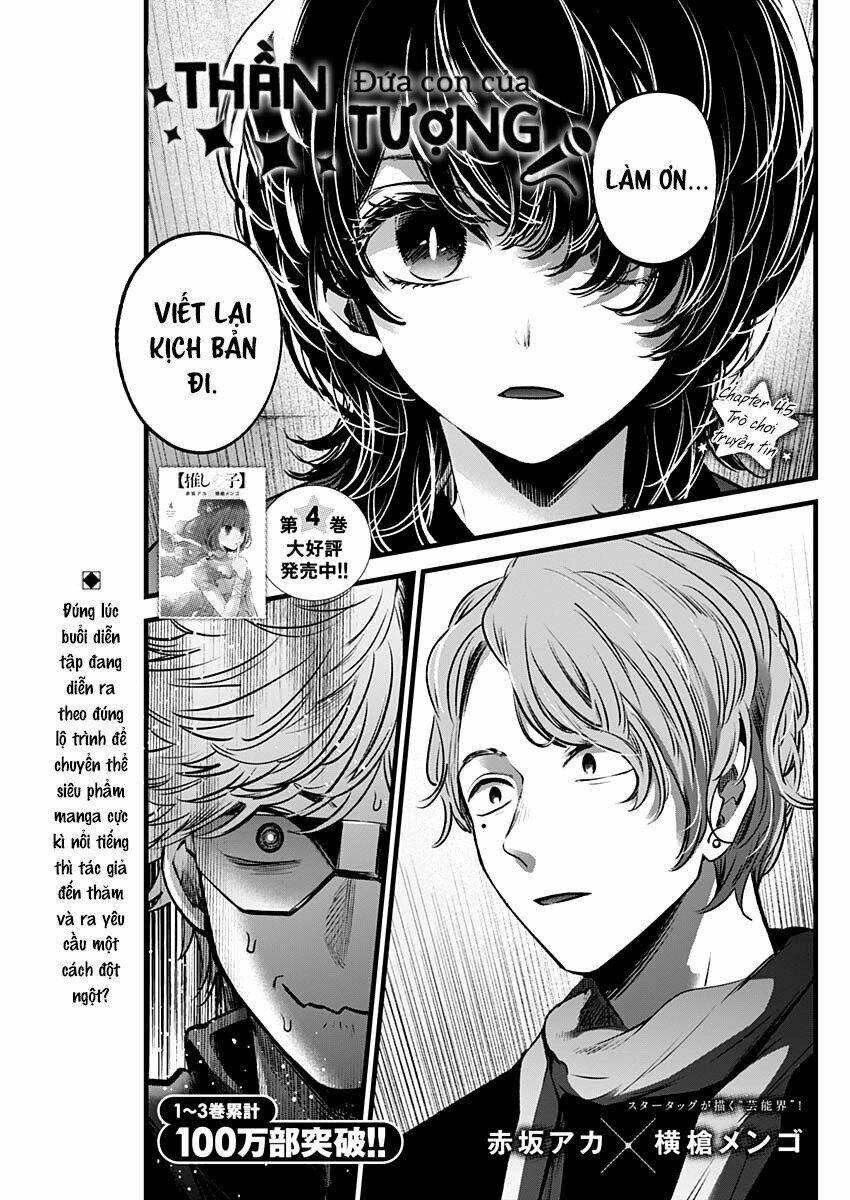 Đứa con của
THẦN
TƯỢNG
LÀM ƠN...
VIẾT LẠI
KỊCH BẢN
ĐI.
Chapter 45
Trò chơi
truyền tin
【推しの子】
赤坂アカ 横槍メンゴ
4
第4巻
大好評
発売中!!
Đúng lúc
buổi diễn
tập đang
diễn ra
theo đúng
lộ trình để
chuyển thể
siêu phẩm
manga cực
kì nổi tiếng
thì tác giả
đến thăm
và ra yêu
cầu một
cách đột
ngột?
1～3巻累計
100万部突破!!
スタータッグが描く“芸能界”!
赤坂アカ×横槍メンゴ